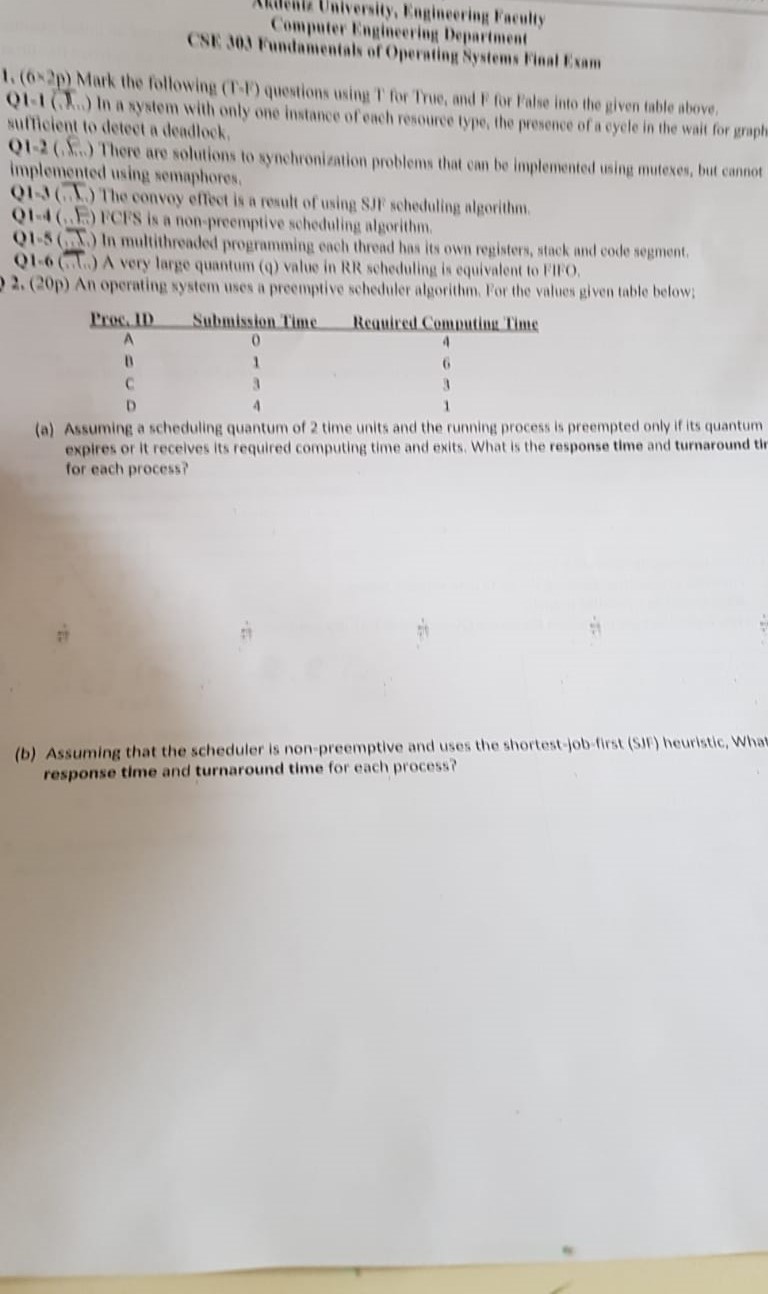 Akdeniz University, Engineering Faculty
Computer Engineering Department
CSE 303 Fundamentals of Operating Systems Final Exam
1. (6×2p) Mark the following (T-F) questions using T for True, and F for False into the given table above.
Q1-1 (.T...) In a system with only one instance of each resource type, the presence of a cycle in the wait for graph
sufficient to detect a deadlock.
Q1-2 (......) There are solutions to synchronization problems that can be implemented using mutexes, but cannot
implemented using semaphores.
Q1-3 (..T..) The convoy effect is a result of using SJF scheduling algorithm.
Q1-4 (..F..) FCFS is a non-preemptive scheduling algorithm.
Q1-5 (..T..) In multithreaded programming each thread has its own registers, stack and code segment.
Q1-6 (..T..) A very large quantum (q) value in RR scheduling is equivalent to FIFO.
2. (20p) An operating system uses a preemptive scheduler algorithm. For the values given table below;
Proc. ID Submission Time Required Computing Time
A 0 4
B 1 6
C 3 3
D 4 1
(a) Assuming a scheduling quantum of 2 time units and the running process is preempted only if its quantum
expires or it receives its required computing time and exits. What is the response time and turnaround tim
for each process?
(b) Assuming that the scheduler is non-preemptive and uses the shortest-job-first (SJF) heuristic, What
response time and turnaround time for each process?